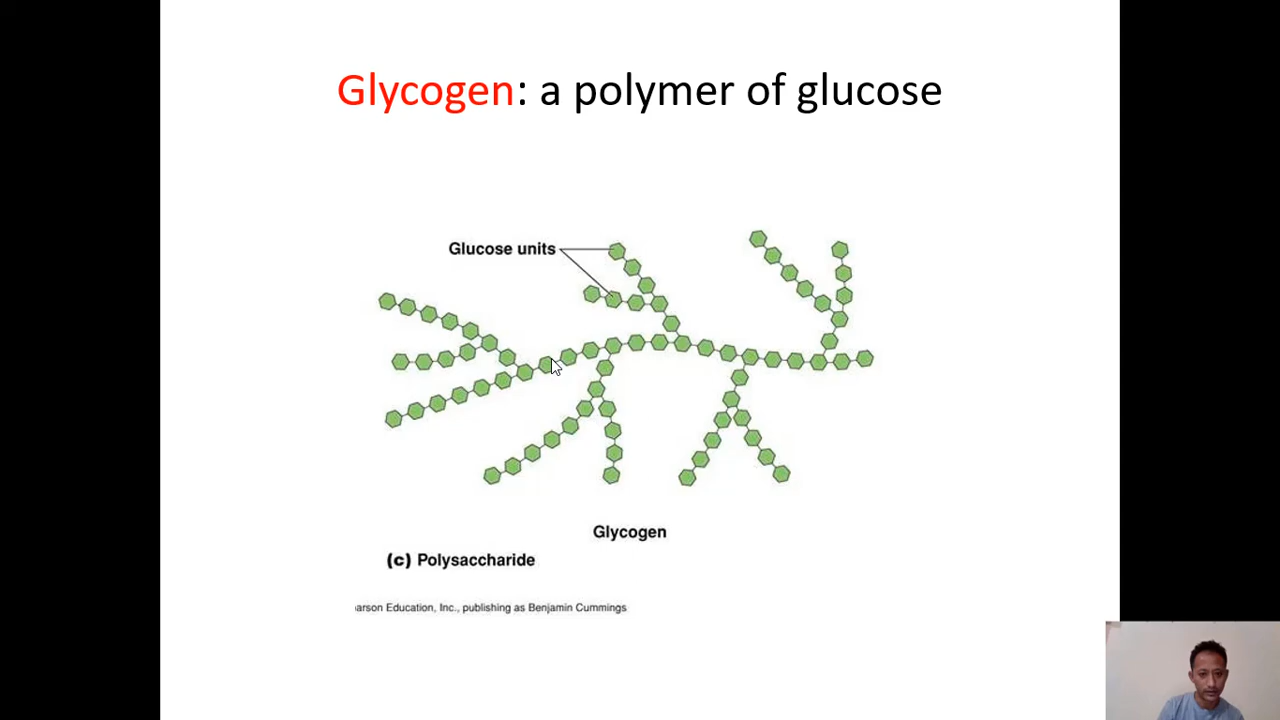 Glycogen: a polymer of glucose
Glucose units
Glycogen
(c) Polysaccharide
arson Education, Inc., publishing as Benjamin Cummings